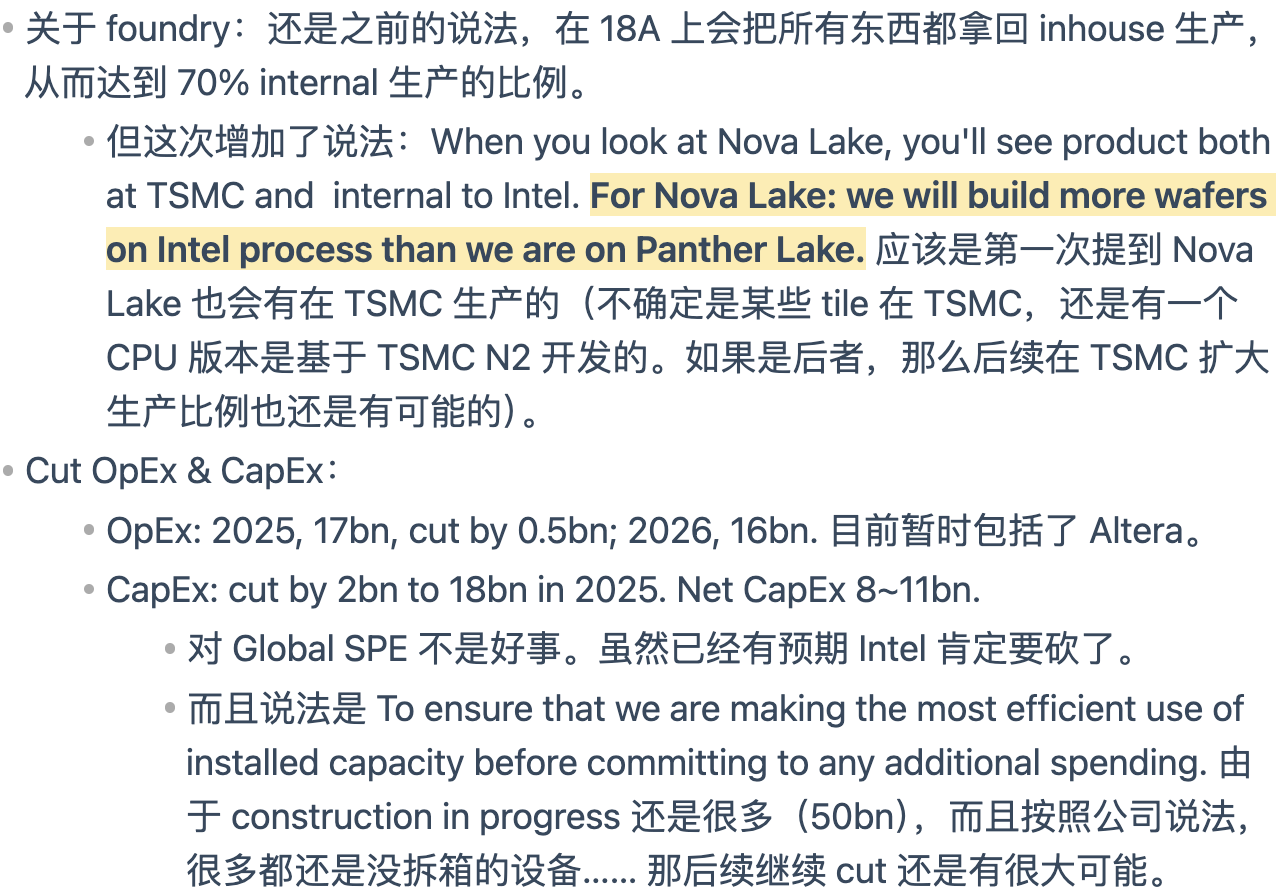 关于 foundry：还是之前的说法，在 18A 上会把所有东西都拿回 inhouse 生产，
从而达到 70% internal 生产的比例。
但这次增加了说法：When you look at Nova Lake, you'll see product both
at TSMC and  internal to Intel. For Nova Lake: we will build more wafers
on Intel process than we are on Panther Lake. 应该是第一次提到 Nova
Lake 也会有在 TSMC 生产的（不确定是某些 tile 在 TSMC，还是有一个
CPU 版本是基于 TSMC N2 开发的。如果是后者，那么后续在 TSMC 扩大
生产比例也还是有可能的）。
Cut OpEx & CapEx：
OpEx: 2025, 17bn, cut by 0.5bn; 2026, 16bn. 目前暂时包括了 Altera。
CapEx: cut by 2bn to 18bn in 2025. Net CapEx 8~11bn.
对 Global SPE 不是好事。虽然已经有预期 Intel 肯定要砍了。
而且说法是 To ensure that we are making the most efficient use of
installed capacity before committing to any additional spending. 由
于 construction in progress 还是很多（50bn），而且按照公司说法，
很多都还是没拆箱的设备…… 那后续继续 cut 还是有很大可能。